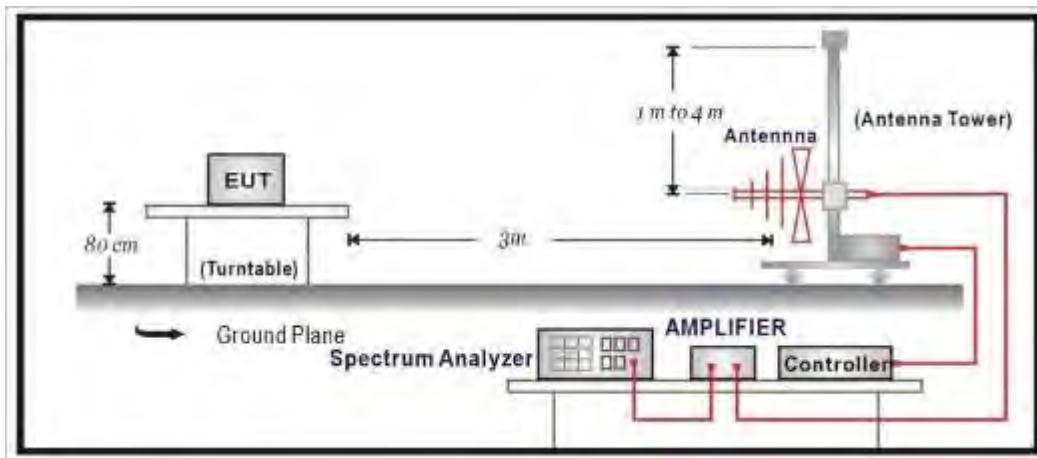 1 m to 4 m
(Antenna Tower)
Antennna
EUT
80 cm
3m
(Turntable)
Ground Plane
AMPLIFIER
Spectrum Analyzer
Controller